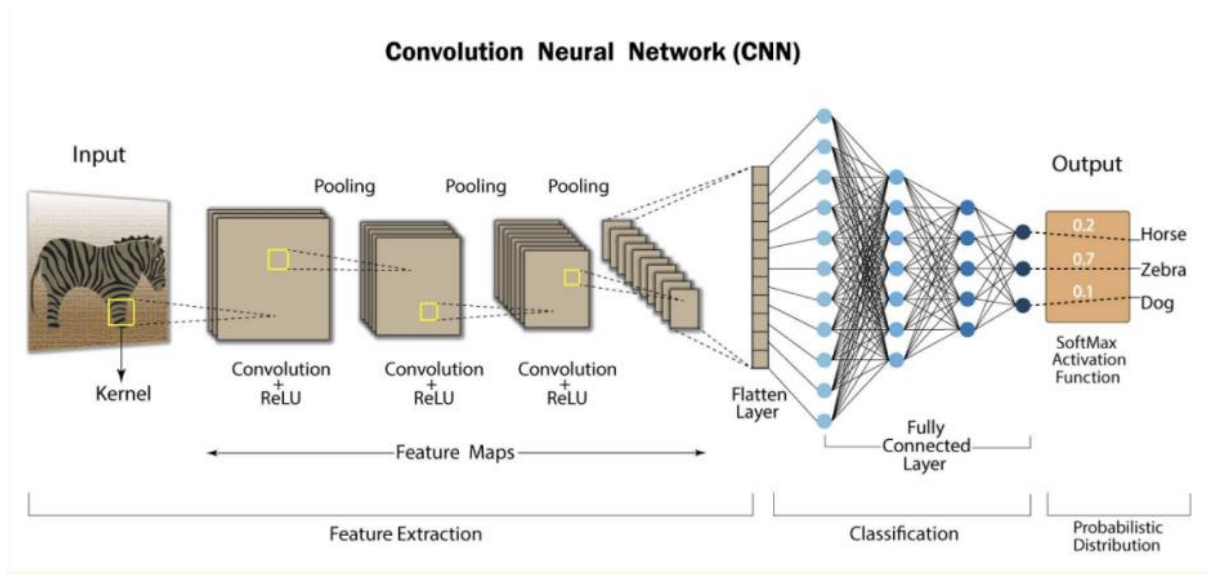 Convolution Neural Network (CNN)
Input
Pooling
Pooling
Pooling
Output
0.2
Horse
0.7
Zebra
0.1
Dog
Kernel
Convolution
+
ReLU
Convolution
+
ReLU
Convolution
+
ReLU
Flatten
Layer
SoftMax
Activation
Function
Feature Maps
Fully
Connected
Layer
Feature Extraction
Classification
Probabilistic
Distribution